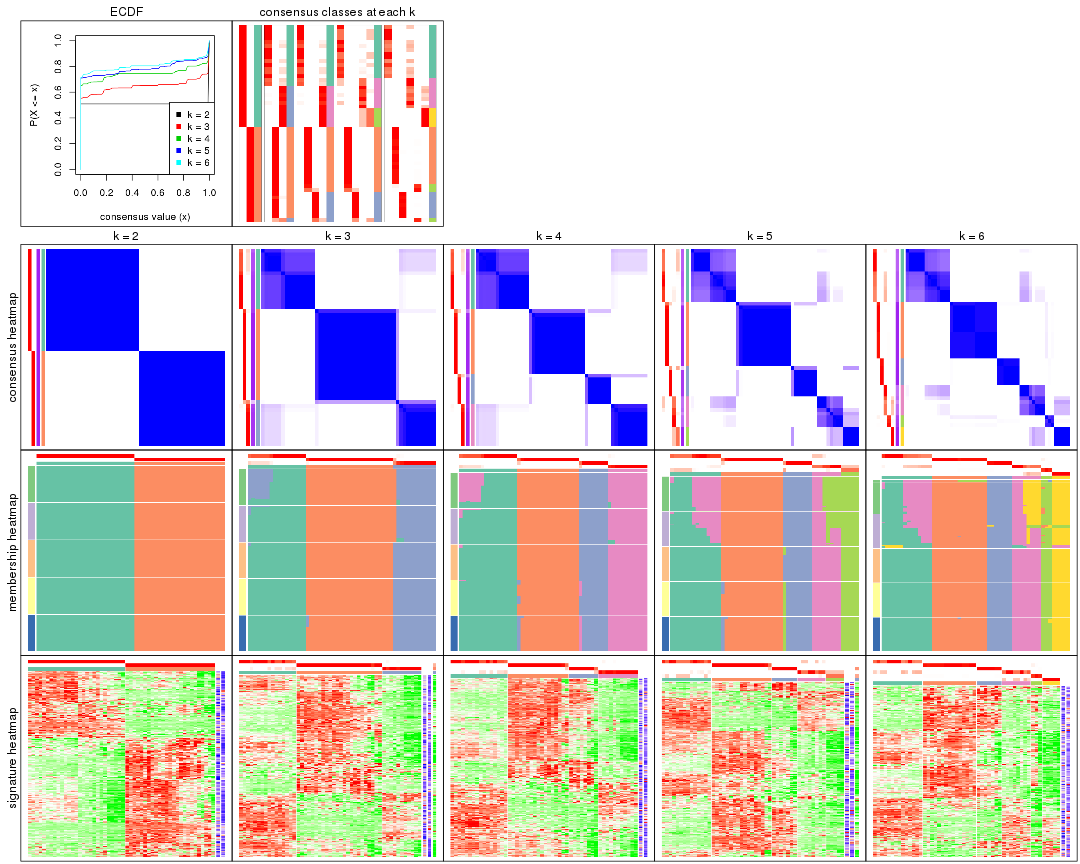 ECDF
consensus classes at each k
P(X <= x)
0.0
0.2
0.4
0.6
0.8
1.0
0.0 0.2 0.4 0.6 0.8 1.0
k = 2
k = 3
k = 4
k = 5
k = 6
consensus value (x)
k = 2
k = 3
k = 4
k = 5
k = 6
consensus heatmap
membership heatmap
signature heatmap